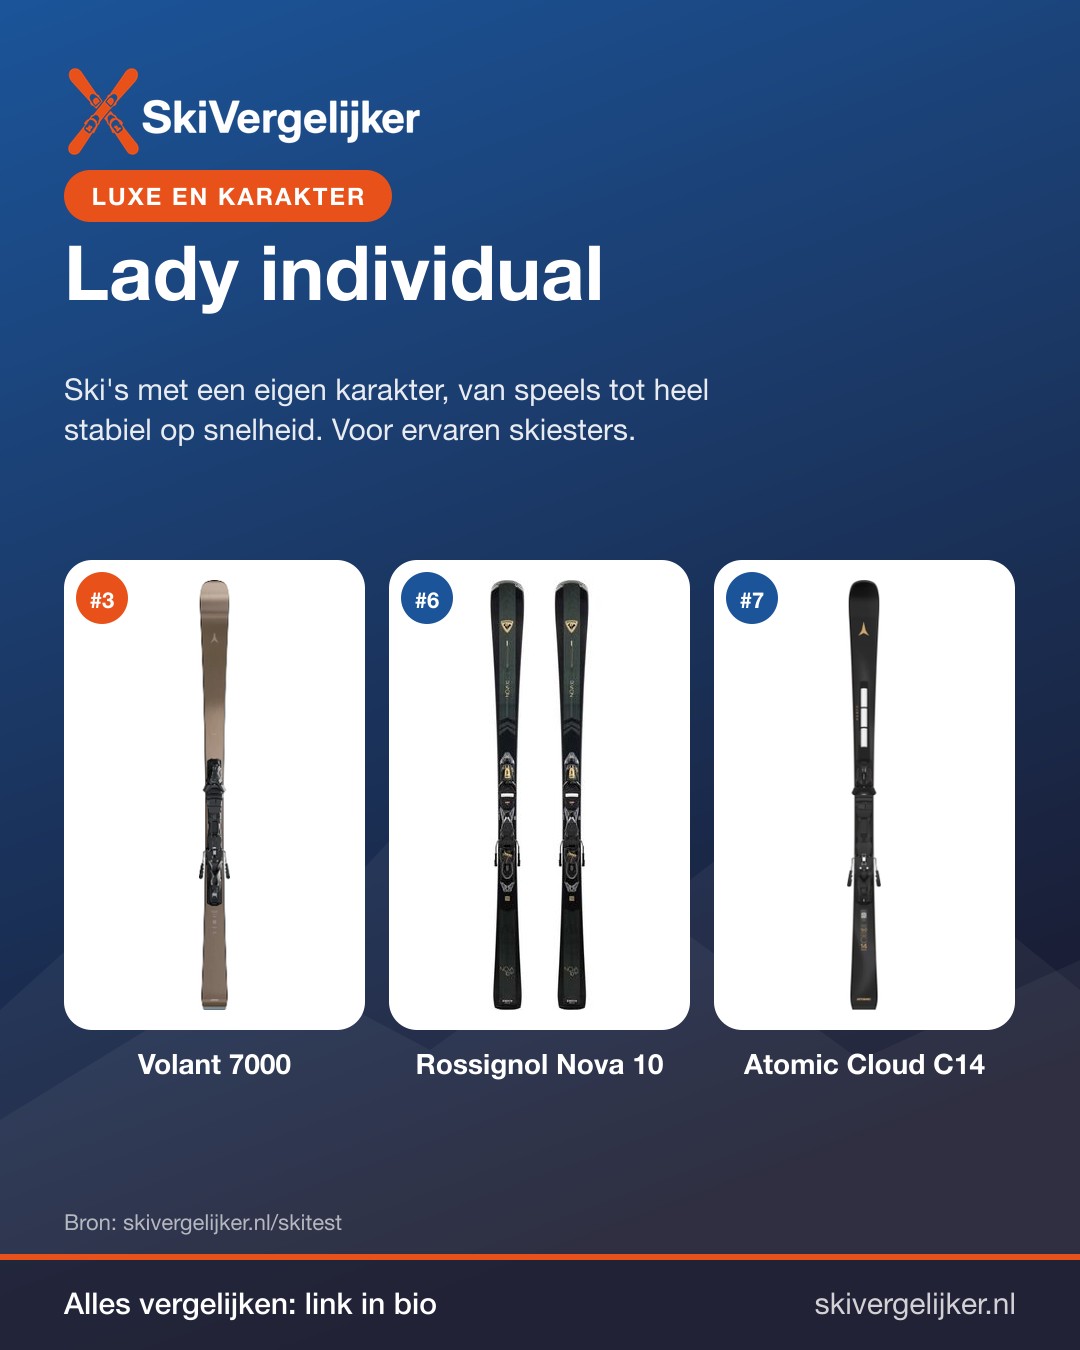 SkiVergelijker
LUXE EN KARAKTER
Lady individual
Ski's met een eigen karakter, van speels tot heel
stabiel op snelheid. Voor ervaren skiesters.
#3
#6
#7
Volant 7000
Rossignol Nova 10
Atomic Cloud C14
Bron: skivergelijker.nl/skitest
Alles vergelijken: link in bio
skivergelijker.nl